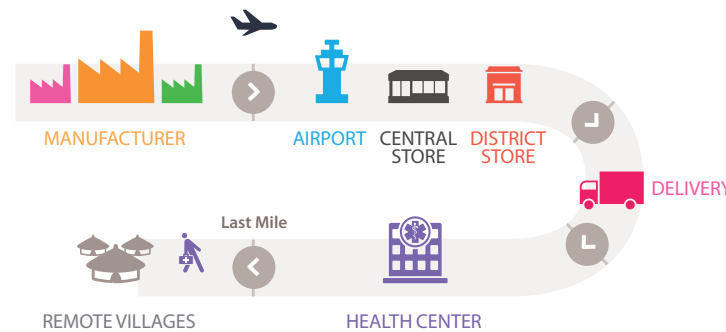 MANUFACTURER
AIRPORT
CENTRAL
STORE
DISTRICT
STORE
DELIVERY
Last Mile
REMOTE VILLAGES
HEALTH CENTER